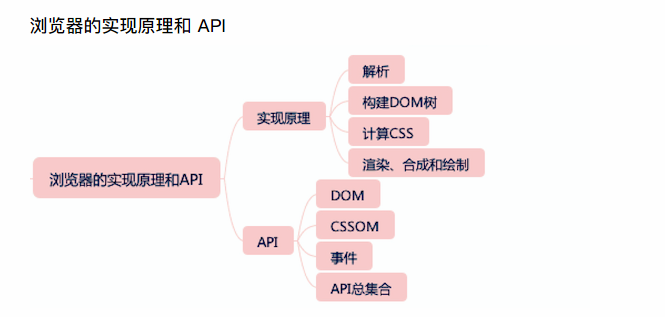 浏览器的实现原理和 API
浏览器的实现原理和API
实现原理
解析
构建DOM树
计算CSS
渲染、合成和绘制
API
DOM
CSSOM
事件
API总集合